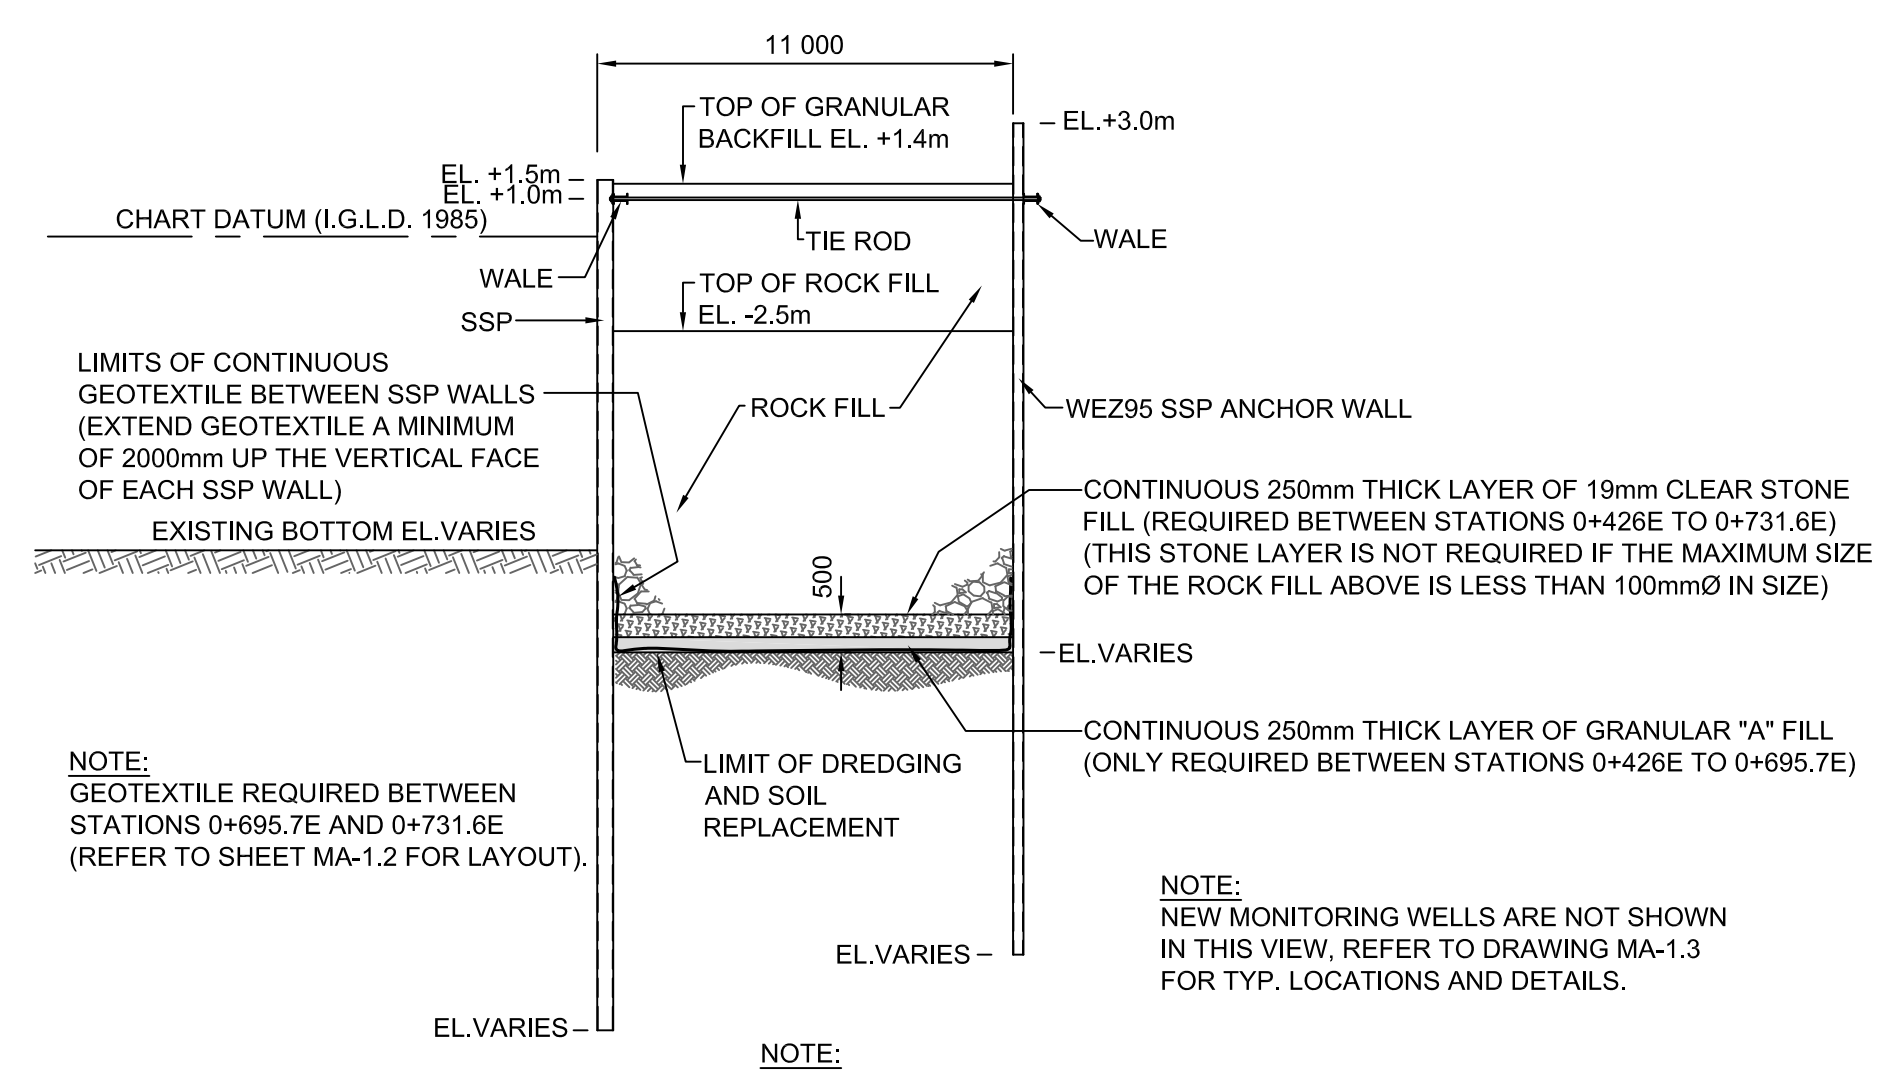 11 000
TOP OF GRANULAR
BACKFILL EL. +1.4m
EL.+3.0m
EL. +1.5m
EL. +1.0m
CHART DATUM (I.G.L.D. 1985)
TIE ROD
WALE
WALE
TOP OF ROCK FILL
EL. -2.5m
SSP
LIMITS OF CONTINUOUS
GEOTEXTILE BETWEEN SSP WALLS
(EXTEND GEOTEXTILE A MINIMUM
OF 2000mm UP THE VERTICAL FACE
OF EACH SSP WALL)
ROCK FILL
WEZ95 SSP ANCHOR WALL
CONTINUOUS 250mm THICK LAYER OF 19mm CLEAR STONE
FILL (REQUIRED BETWEEN STATIONS 0+426E TO 0+731.6E)
(THIS STONE LAYER IS NOT REQUIRED IF THE MAXIMUM SIZE
OF THE ROCK FILL ABOVE IS LESS THAN 100mmØ IN SIZE)
EXISTING BOTTOM EL.VARIES
500
EL.VARIES
CONTINUOUS 250mm THICK LAYER OF GRANULAR "A" FILL
(ONLY REQUIRED BETWEEN STATIONS 0+426E TO 0+695.7E)
LIMIT OF DREDGING
AND SOIL
REPLACEMENT
NOTE:
GEOTEXTILE REQUIRED BETWEEN
STATIONS 0+695.7E AND 0+731.6E
(REFER TO SHEET MA-1.2 FOR LAYOUT).
NOTE:
NEW MONITORING WELLS ARE NOT SHOWN
IN THIS VIEW, REFER TO DRAWING MA-1.3
FOR TYP. LOCATIONS AND DETAILS.
EL.VARIES
EL.VARIES
NOTE: